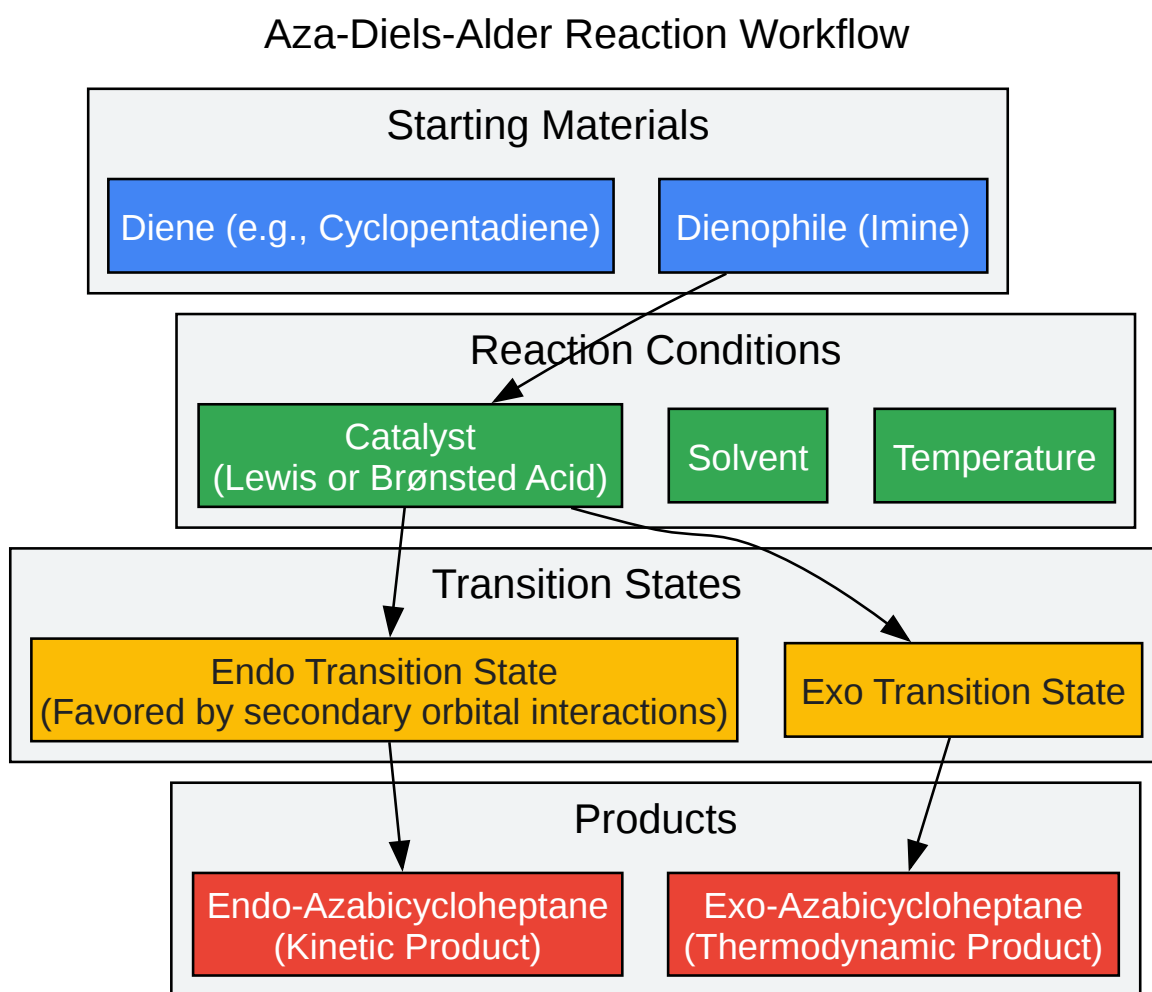 Aza-Diels-Alder Reaction Workflow
Starting Materials
Diene (e.g., Cyclopentadiene)
Dienophile (Imine)
Reaction Conditions
Catalyst
(Lewis or Brønsted Acid)
Solvent
Temperature
Transition States
Endo Transition State
(Favored by secondary orbital interactions)
Exo Transition State
Products
Endo-Azabicycloheptane
(Kinetic Product)
Exo-Azabicycloheptane
(Thermodynamic Product)